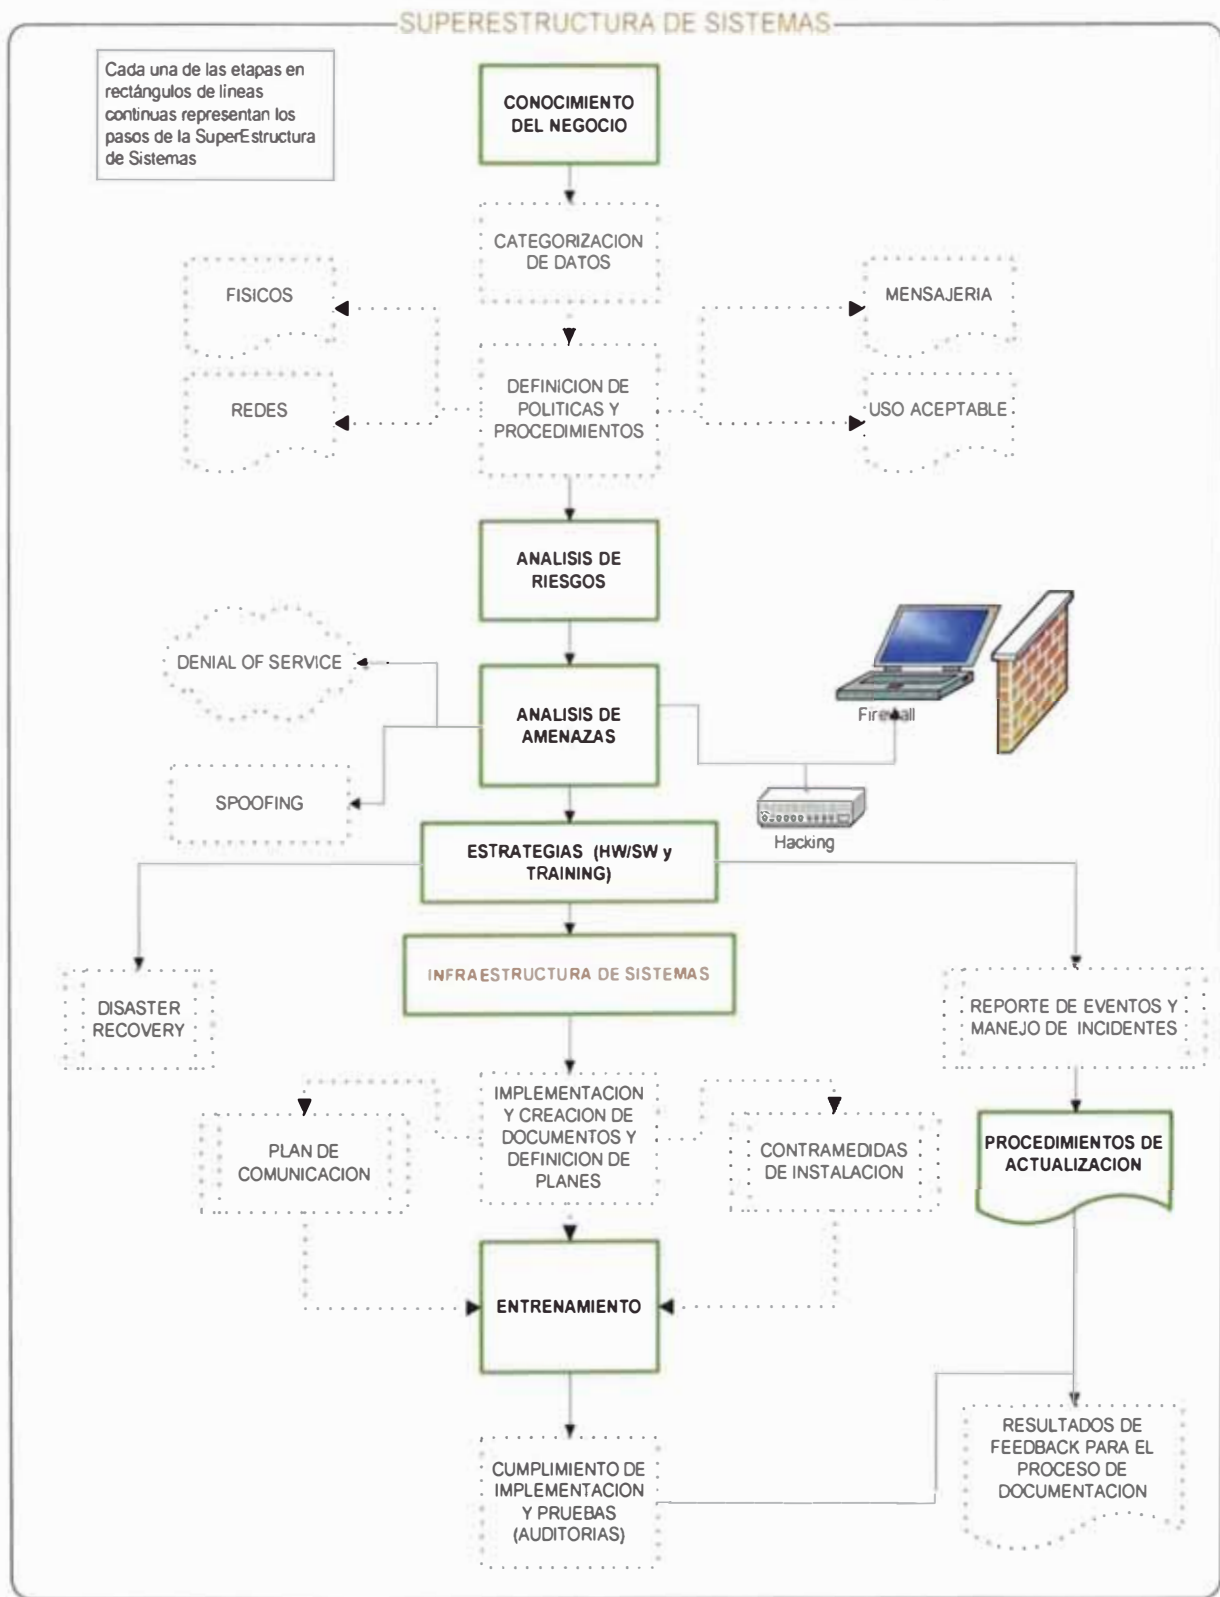 SUPERESTRUCTURA DE SISTEMAS
Cada una de las etapas en
rectángulos de líneas
continuas representan los
pasos de la SuperEstructura
de Sistemas
CONOCIMIENTO
DEL NEGOCIO
CATEGORIZACION
DE DATOS
FISICOS
MENSAJERIA
REDES
DEFINICION DE
POLITICAS Y
PROCEDIMIENTOS
USO ACEPTABLE
ANALISIS DE
RIESGOS
DENIAL OF SERVICE
ANALISIS DE
AMENAZAS
Firewall
SPOOFING
Hacking
ESTRATEGIAS (HW/SW y
TRAINING)
INFRAESTRUCTURA DE SISTEMAS
DISASTER
RECOVERY
REPORTE DE EVENTOS Y
MANEJO DE INCIDENTES
IMPLEMENTACION
Y CREACION DE
DOCUMENTOS Y
DEFINICION DE
PLANES
PLAN DE
COMUNICACION
CONTRAMEDIDAS
DE INSTALACION
PROCEDIMIENTOS DE
ACTUALIZACION
ENTRENAMIENTO
CUMPLIMIENTO DE
IMPLEMENTACION
Y PRUEBAS
(AUDITORIAS)
RESULTADOS DE
FEEDBACK PARA EL
PROCESO DE
DOCUMENTACION